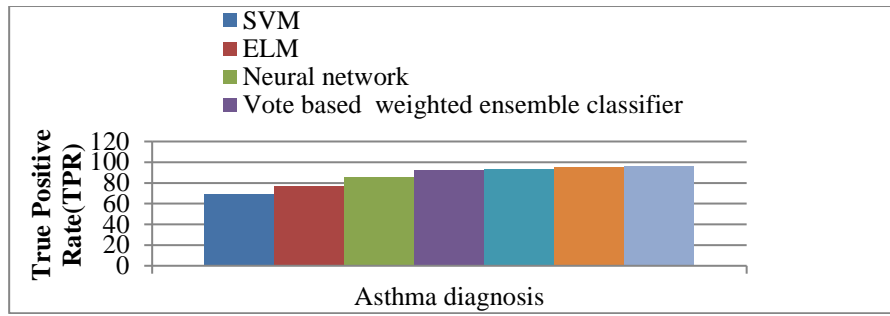 SVM
ELM
Neural network
Vote based weighted ensemble classifier
True Positive
Rate(TPR)
120
100
80
60
40
20
0
Asthma diagnosis